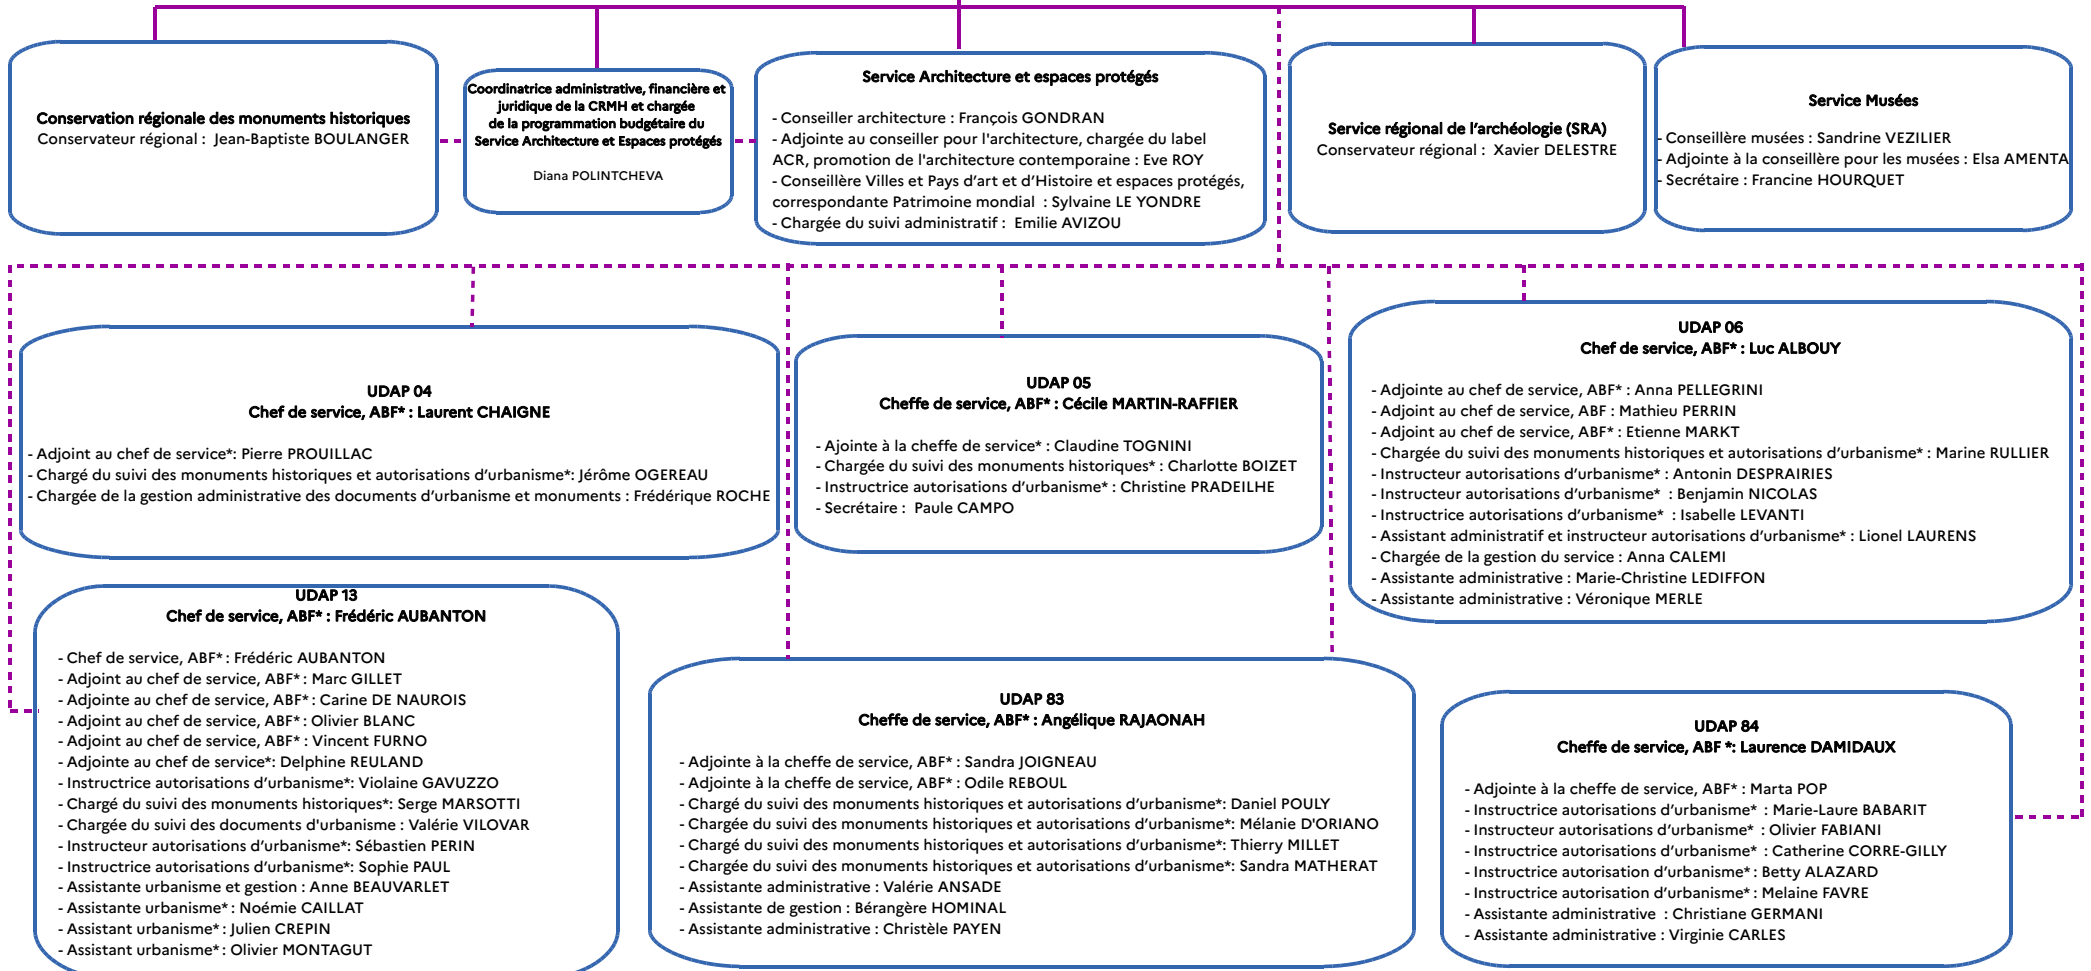 Conservation régionale des monuments historiques
Conservateur régional : Jean-Baptiste BOULANGER
Coordinatrice administrative, financière et
juridique de la CRMH et chargée
de la programmation budgétaire du
Service Architecture et Espaces protégés
Diana POLINTCHEVA
Service Architecture et espaces protégés
- Conseiller architecture : François GONDRAN
- Adjointe au conseiller pour l'architecture, chargée du label
ACR, promotion de l'architecture contemporaine : Eve ROY
- Conseillère Villes et Pays d'art et d'Histoire et espaces protégés,
correspondante Patrimoine mondial : Sylvaine LE YONDRE
- Chargée du suivi administratif : Emilie AVIZOU
Service régional de l'archéologie (SRA)
Conservateur régional : Xavier DELESTRE
Service Musées
- Conseillère musées : Sandrine VEZILIER
- Adjointe à la conseillère pour les musées : Elsa AMENTA
- Secrétaire : Francine HOURQUET
UDAP 04
Chef de service, ABF* : Laurent CHAIGNE
- Adjoint au chef de service*: Pierre PROUILLAC
- Chargé du suivi des monuments historiques et autorisations d'urbanisme*: Jérôme OGEREAU
- Chargée de la gestion administrative des documents d'urbanisme et monuments : Frédérique ROCHE
UDAP 05
Cheffe de service, ABF* : Cécile MARTIN-RAFFIER
- Ajointe à la cheffe de service* : Claudine TOGNINI
- Chargée du suivi des monuments historiques* : Charlotte BOIZET
- Instructrice autorisations d'urbanisme* : Christine PRADEILHE
- Secrétaire : Paule CAMPO
UDAP 06
Chef de service, ABF* : Luc ALBOUY
- Adjointe au chef de service, ABF* : Anna PELLEGRINI
- Adjoint au chef de service, ABF : Mathieu PERRIN
- Adjoint au chef de service, ABF* : Etienne MARKT
- Chargée du suivi des monuments historiques et autorisations d'urbanisme* : Marine RULLIER
- Instructeur autorisations d'urbanisme* : Antonin DESPRAIRIES
- Instructeur autorisations d'urbanisme* : Benjamin NICOLAS
- Instructrice autorisations d'urbanisme* : Isabelle LEVANTI
- Assistant administratif et instructeur autorisations d'urbanisme* : Lionel LAURENS
- Chargée de la gestion du service : Anna CALEMI
- Assistante administrative : Marie-Christine LEDIFFON
- Assistante administrative : Véronique MERLE
UDAP 13
Chef de service, ABF* : Frédéric AUBANTON
- Chef de service, ABF* : Frédéric AUBANTON
- Adjoint au chef de service, ABF* : Marc GILLET
- Adjointe au chef de service, ABF* : Carine DE NAUROIS
- Adjoint au chef de service, ABF* : Olivier BLANC
- Adjoint au chef de service, ABF* : Vincent FURNO
- Adjointe au chef de service*: Delphine REULAND
- Instructrice autorisations d'urbanisme*: Violaine GAVUZZO
- Chargé du suivi des monuments historiques*: Serge MARSOTTI
- Chargée du suivi des documents d'urbanisme : Valérie VILOVAR
- Instructeur autorisations d'urbanisme*: Sébastien PERIN
- Instructrice autorisations d'urbanisme*: Sophie PAUL
- Assistante urbanisme et gestion : Anne BEAUVARLET
- Assistante urbanisme* : Noémie CAILLAT
- Assistant urbanisme* : Julien CREPIN
- Assistant urbanisme* : Olivier MONTAGUT
UDAP 83
Cheffe de service, ABF* : Angélique RAJAONAH
- Adjointe à la cheffe de service, ABF* : Sandra JOIGNEAU
- Adjointe à la cheffe de service, ABF* : Odile REBOUL
- Chargé du suivi des monuments historiques et autorisations d'urbanisme*: Daniel POULY
- Chargée du suivi des monuments historiques et autorisations d'urbanisme*: Mélanie D'ORIANO
- Chargé du suivi des monuments historiques et autorisations d'urbanisme*: Thierry MILLET
- Chargée du suivi des monuments historiques et autorisations d'urbanisme*: Sandra MATHERAT
- Assistante administrative : Valérie ANSADE
- Assistante de gestion : Bérangère HOMINAL
- Assistante administrative : Christèle PAYEN
UDAP 84
Cheffe de service, ABF *: Laurence DAMIDAUX
- Adjointe à la cheffe de service, ABF* : Marta POP
- Instructrice autorisations d'urbanisme* : Marie-Laure BABARIT
- Instructeur autorisations d'urbanisme* : Olivier FABIANI
- Instructrice autorisations d'urbanisme* : Catherine CORRE-GILLY
- Instructrice autorisation d'urbanisme* : Betty ALAZARD
- Instructrice autorisation d'urbanisme* : Melaine FAVRE
- Assistante administrative : Christiane GERMANI
- Assistante administrative : Virginie CARLES